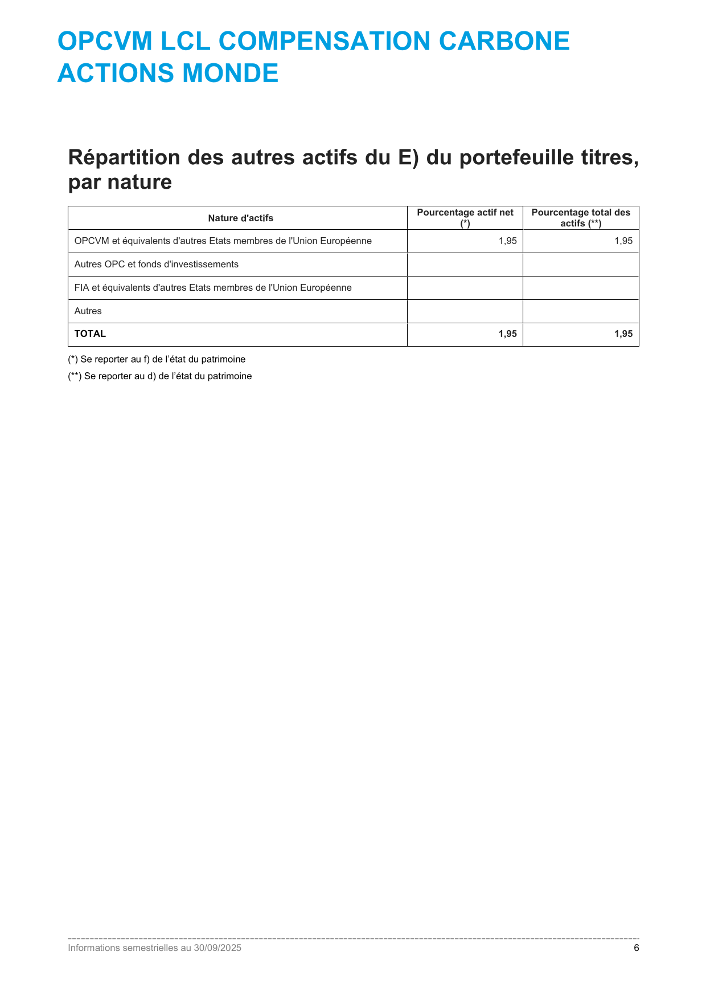 OPCVM LCL COMPENSATION CARBONE
ACTIONS MONDE
Répartition des autres actifs du E) du portefeuille titres,
par nature
Nature d'actifs
Pourcentage actif net
(*)
Pourcentage total des
actifs (**)
OPCVM et équivalents d'autres Etats membres de l'Union Européenne 1,95 1,95
Autres OPC et fonds d'investissements
FIA et équivalents d'autres Etats membres de l'Union Européenne
Autres
TOTAL 1,95 1,95
(*) Se reporter au f) de l’état du patrimoine
(**) Se reporter au d) de l’état du patrimoine
Informations semestrielles au 30/09/2025 6